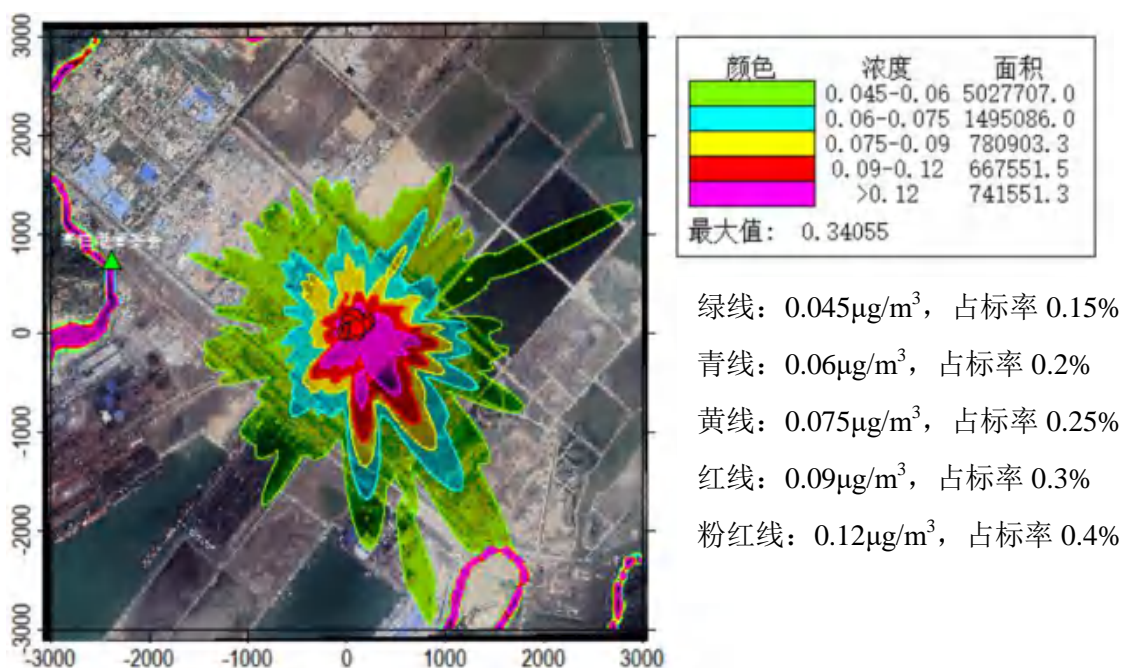 3000
2000
1000
0
-1000
-2000
-3000
-3000 -2000 -1000 0 1000 2000 3000
颜色 浓度 面积
0.045-0.06 5027707.0
0.06-0.075 1495086.0
0.075-0.09 780903.3
0.09-0.12 667551.5
>0.12 741551.3
最大值: 0.34055
绿线：0.045μg/m³，占标率 0.15%
青线：0.06μg/m³，占标率 0.2%
黄线：0.075μg/m³，占标率 0.25%
红线：0.09μg/m³，占标率 0.3%
粉红线：0.12μg/m³，占标率 0.4%